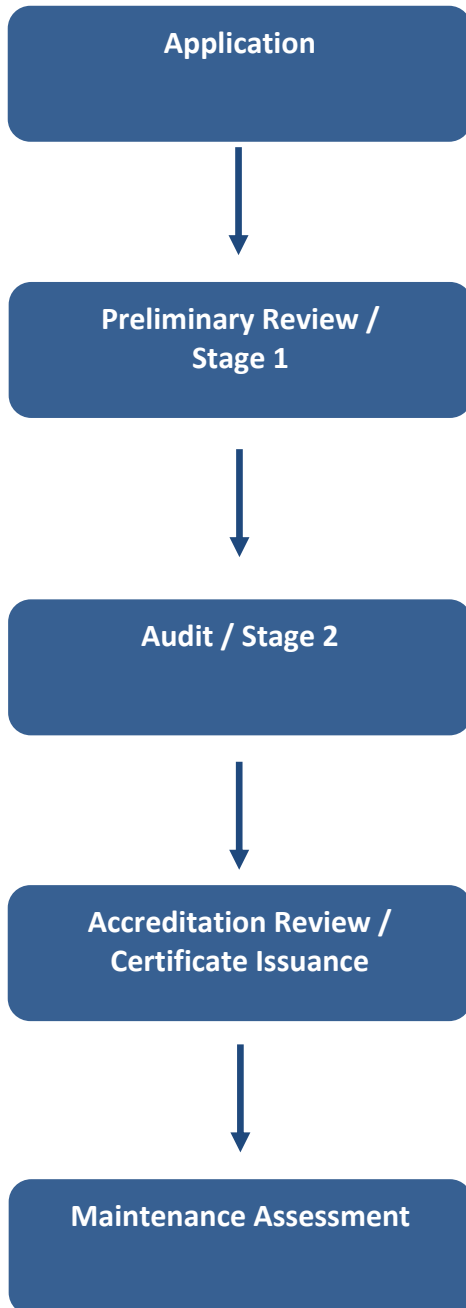 Application
Preliminary Review /
Stage 1
Audit / Stage 2
Accreditation Review /
Certificate Issuance
Maintenance Assessment